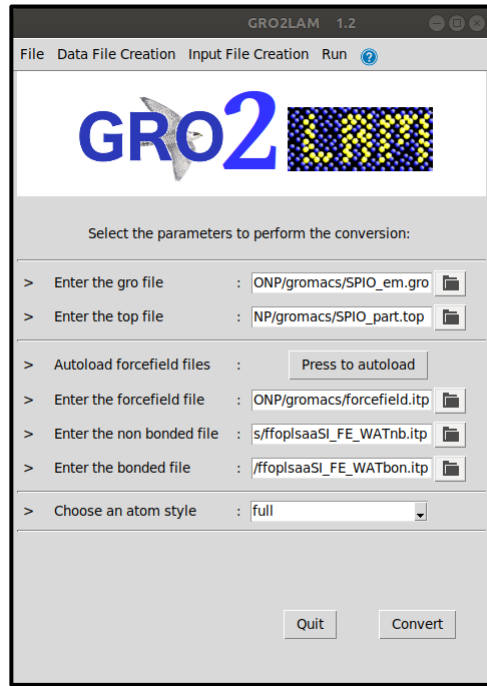 GRO2LAM 1.2
File Data File Creation Input File Creation Run ?
GRO2LAM
Select the parameters to perform the conversion:
> Enter the gro file : ONP/gromacs/SPIO_em.gro
> Enter the top file : NP/gromacs/SPIO_part.top
> Autoload forcefield files : Press to autoload
> Enter the forcefield file : ONP/gromacs/forcefield.itp
> Enter the non bonded file : s/ffoplsaaSI_FE_WATnb.itp
> Enter the bonded file : /ffoplsaaSI_FE_WATbon.itp
> Choose an atom style : full
Quit Convert